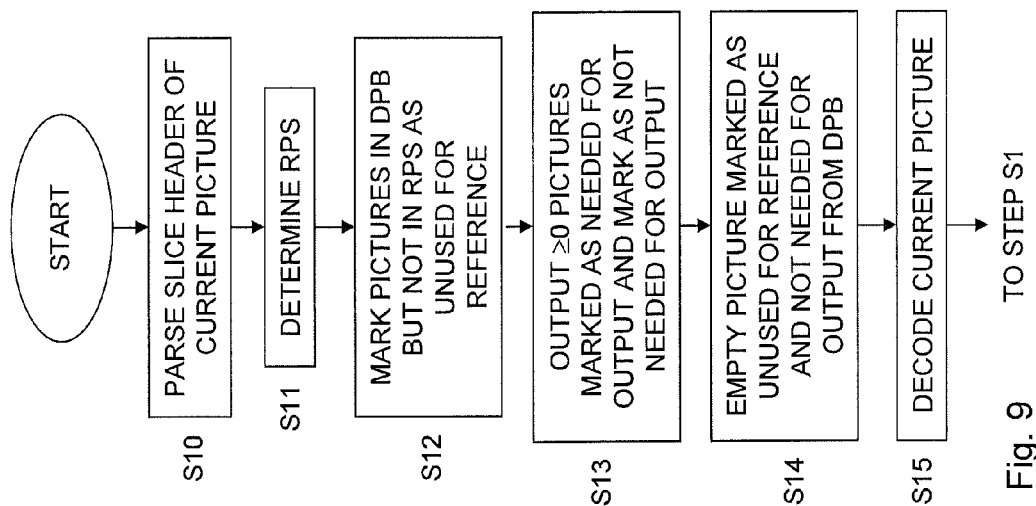 START
PARSE SLICE HEADER OF
CURRENT PICTURE
S10
DETERMINE RPS
S11
MARK PICTURES IN DPB
BUT NOT IN RPS AS
UNUSED FOR
REFERENCE
S12
OUTPUT ≥0 PICTURES
MARKED AS NEEDED FOR
OUTPUT AND MARK AS NOT
NEEDED FOR OUTPUT
S13
EMPTY PICTURE MARKED AS
UNUSED FOR REFERENCE
AND NOT NEEDED FOR
OUTPUT FROM DPB
S14
DECODE CURRENT PICTURE
S15
TO STEP S1
Fig. 9